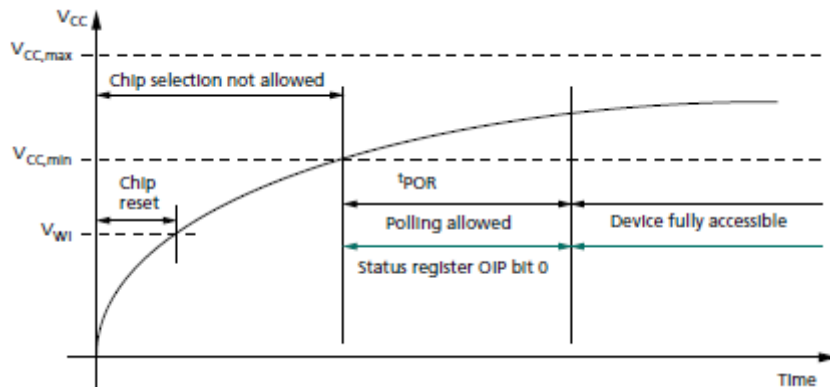 VCC
VCC,max
Chip selection not allowed
VCC,min
Chip
reset
tPOR
VWI
Polling allowed
Device fully accessible
Status register OIP bit 0
Time